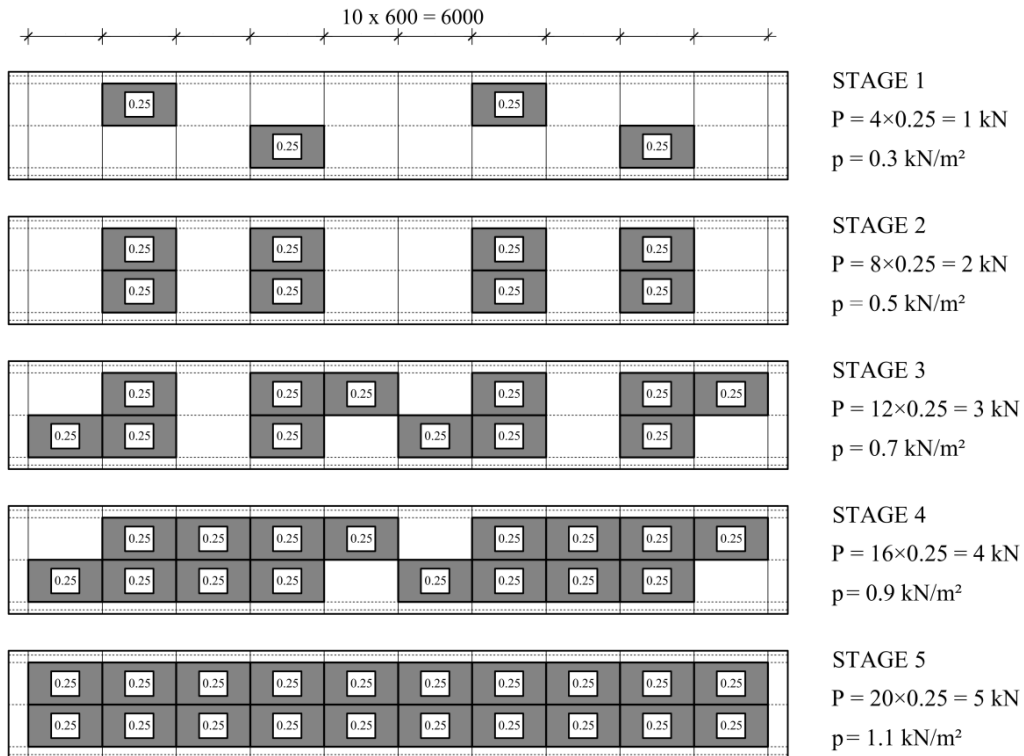 10 x 600 = 6000
0.25 0.25
0.25 0.25
STAGE 1
P = 4×0.25 = 1 kN
p = 0.3 kN/m²
0.25 0.25 0.25 0.25
0.25 0.25 0.25 0.25
STAGE 2
P = 8×0.25 = 2 kN
p = 0.5 kN/m²
0.25 0.25 0.25 0.25 0.25 0.25
0.25 0.25 0.25 0.25 0.25 0.25
STAGE 3
P = 12×0.25 = 3 kN
p = 0.7 kN/m²
0.25 0.25 0.25 0.25 0.25 0.25 0.25 0.25
0.25 0.25 0.25 0.25 0.25 0.25 0.25 0.25
STAGE 4
P = 16×0.25 = 4 kN
p= 0.9 kN/m²
0.25 0.25 0.25 0.25 0.25 0.25 0.25 0.25 0.25 0.25
0.25 0.25 0.25 0.25 0.25 0.25 0.25 0.25 0.25 0.25
STAGE 5
P = 20×0.25 = 5 kN
p= 1.1 kN/m²